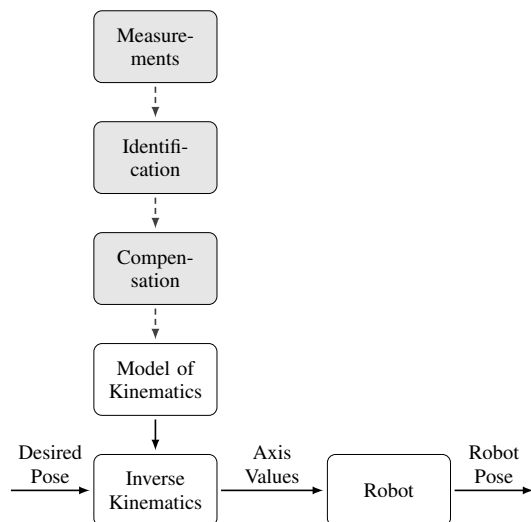 Measure-
ments
Identifi-
cation
Compen-
sation
Model of
Kinematics
Desired
Pose
Inverse
Kinematics
Axis
Values
Robot
Robot
Pose